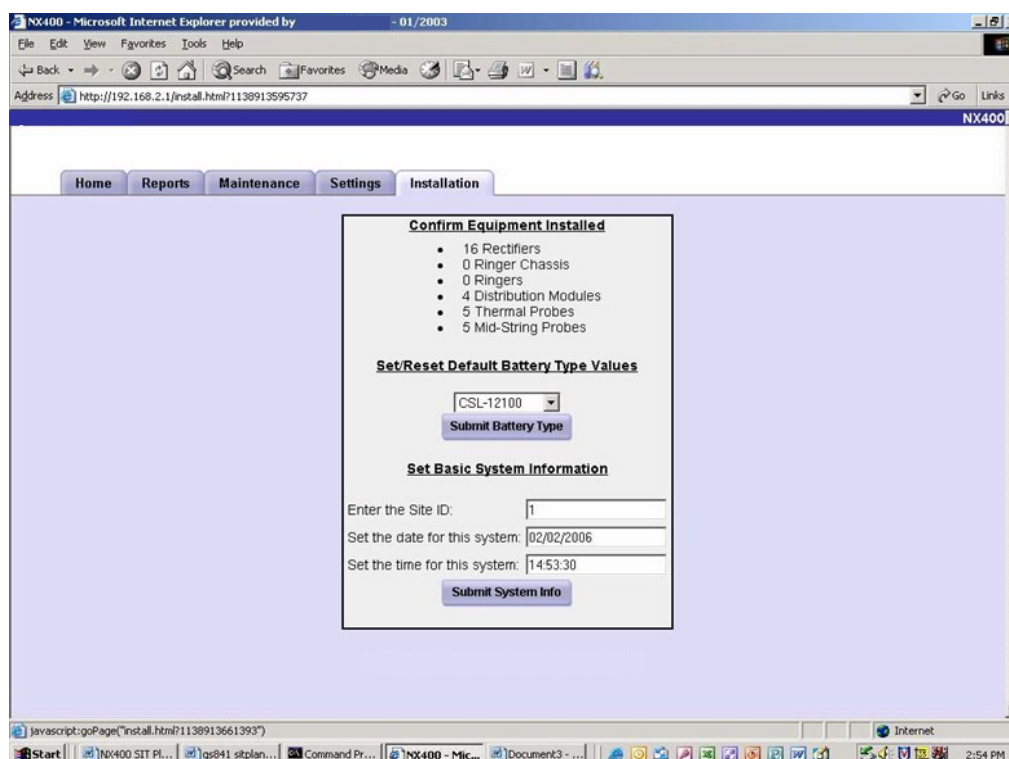 NX400 - Microsoft Internet Explorer provided by - 01/2003
File Edit View Favorites Tools Help
Back Search Favorites Media
Address http://192.168.2.1/install.html?1138913595737 Go Links
NX400
Home Reports Maintenance Settings Installation
Confirm Equipment Installed
• 16 Rectifiers
• 0 Ringer Chassis
• 0 Ringers
• 4 Distribution Modules
• 5 Thermal Probes
• 5 Mid-String Probes
Set/Reset Default Battery Type Values
CSL-12100
Submit Battery Type
Set Basic System Information
Enter the Site ID: 1
Set the date for this system: 02/02/2006
Set the time for this system: 14:53:30
Submit System Info
javascript:goPage("install.html?1138913661393") Internet
Start NX400 SIT Pl... qs841 sitplan... Command Pr... NX400 - Mic... Document3 - ... 2:54 PM